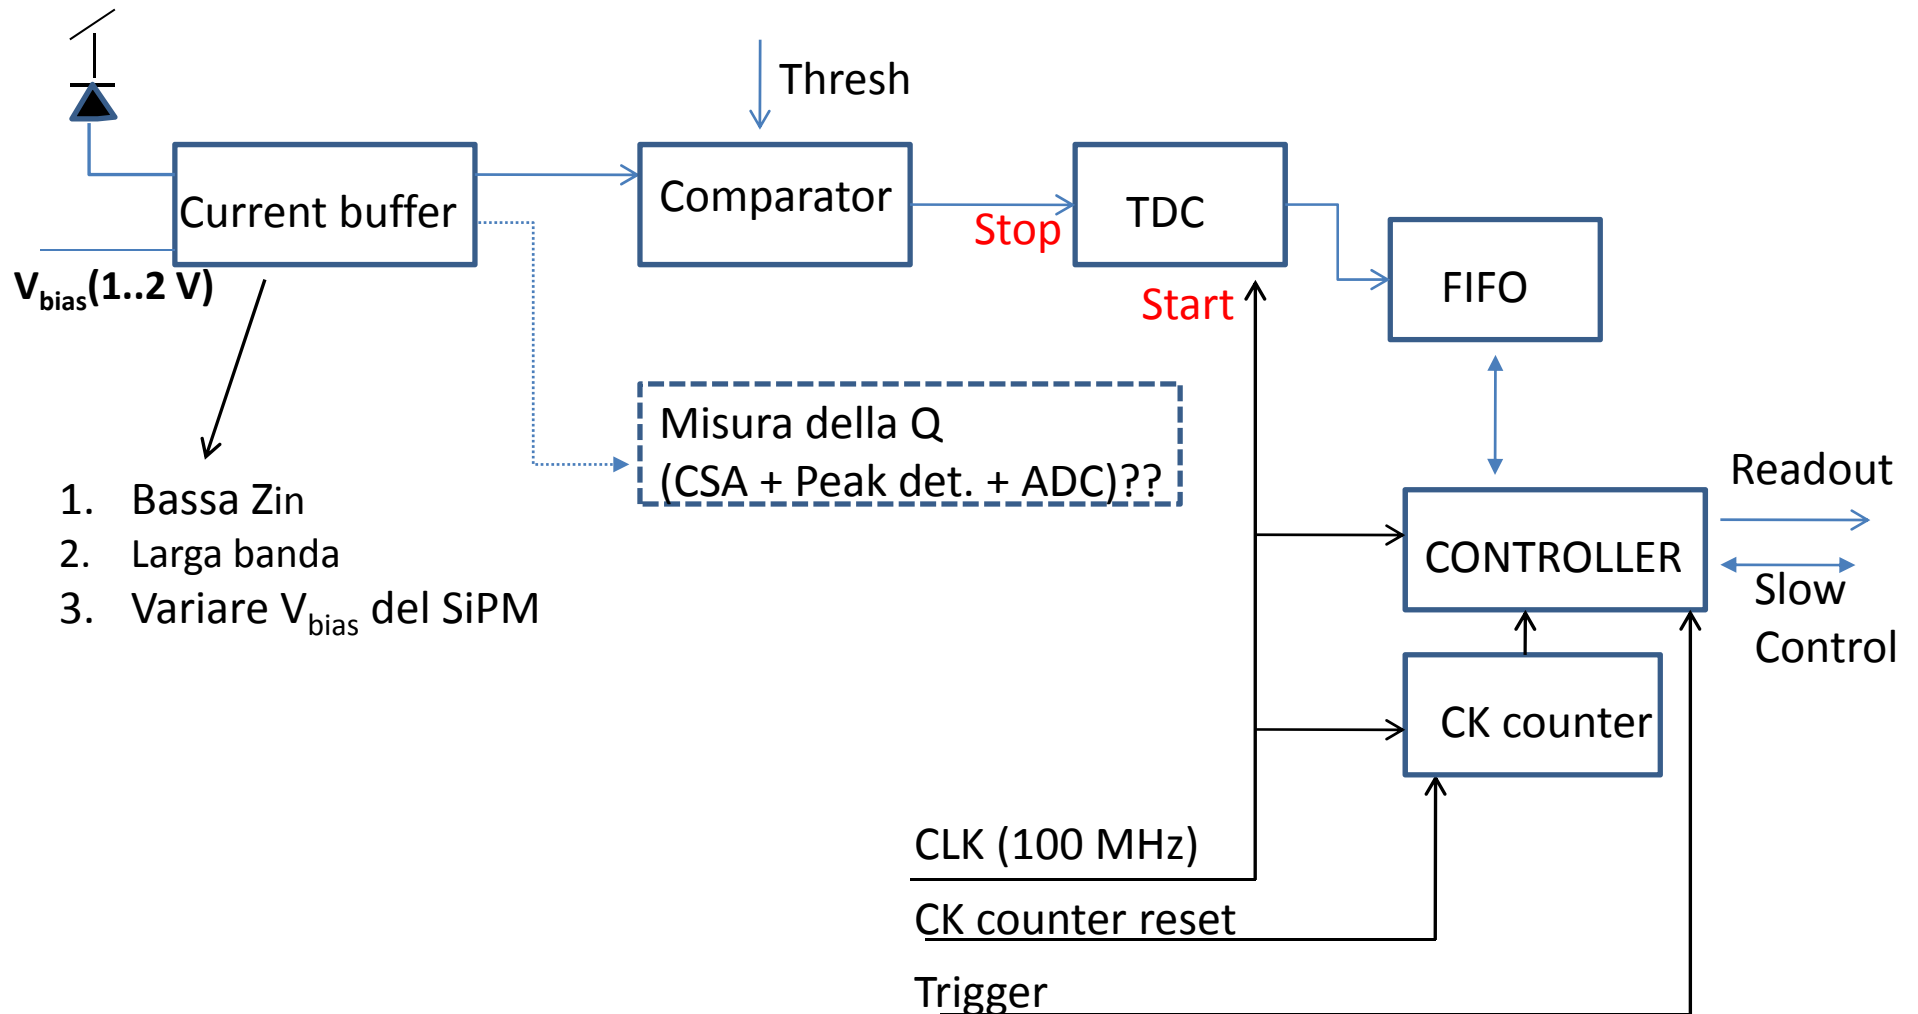 Thresh
Current buffer
Comparator
TDC
Stop
V_bias(1..2 V)
Start
FIFO
Misura della Q
(CSA + Peak det. + ADC)??
1. Bassa Zin
2. Larga banda
3. Variare V_bias del SiPM
Readout
CONTROLLER
Slow
Control
CK counter
CLK (100 MHz)
CK counter reset
Trigger